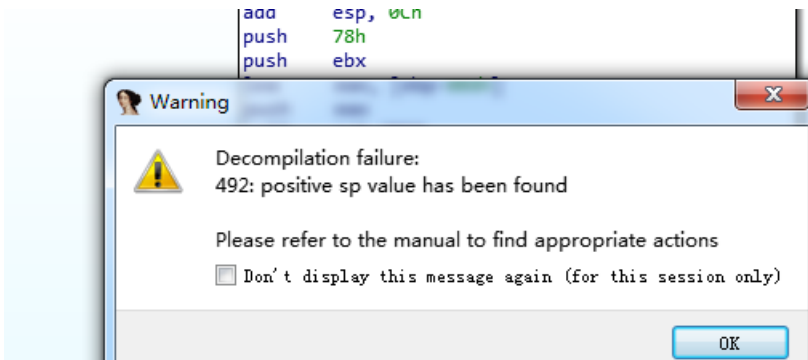 add esp, 0Ch
push 78h
push ebx
Warning
Decompilation failure:
492: positive sp value has been found
Please refer to the manual to find appropriate actions
Don't display this message again (for this session only)
OK